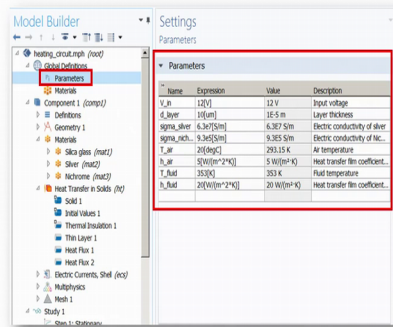 Model Builder
Settings
Parameters
heating_circuit.mph (root)
Global Definitions
Parameters
Materials
Component 1 (comp1)
Definitions
Geometry 1
Materials
Silica glass (mat1)
Silver (mat2)
Nichrome (mat3)
Heat Transfer in Solids (ht)
Solid 1
Initial Values 1
Thermal Insulation 1
Thin Layer 1
Heat Flux 1
Heat Flux 2
Electric Currents, Shell (ecs)
Multiphysics
Mesh 1
Study 1
Step 1: Stationary
Parameters
Name Expression Value Description
V_in 12[V] 12 V Input voltage
d_layer 10[um] 1E-5 m Layer thickness
sigma_silver 6.3e7[S/m] 6.3E7 S/m Electric conductivity of silver
sigma_nich... 9.3e5[S/m] 9.3E5 S/m Electric conductivity of Nic...
T_air 20[degC] 293.15 K Air temperature
h_air 5[W/(m^2*K)] 5 W/(m²·K) Heat transfer film coefficient...
T_fluid 353[K] 353 K Fluid temperature
h_fluid 20[W/(m^2*K)] 20 W/(m²·K) Heat transfer film coefficient...